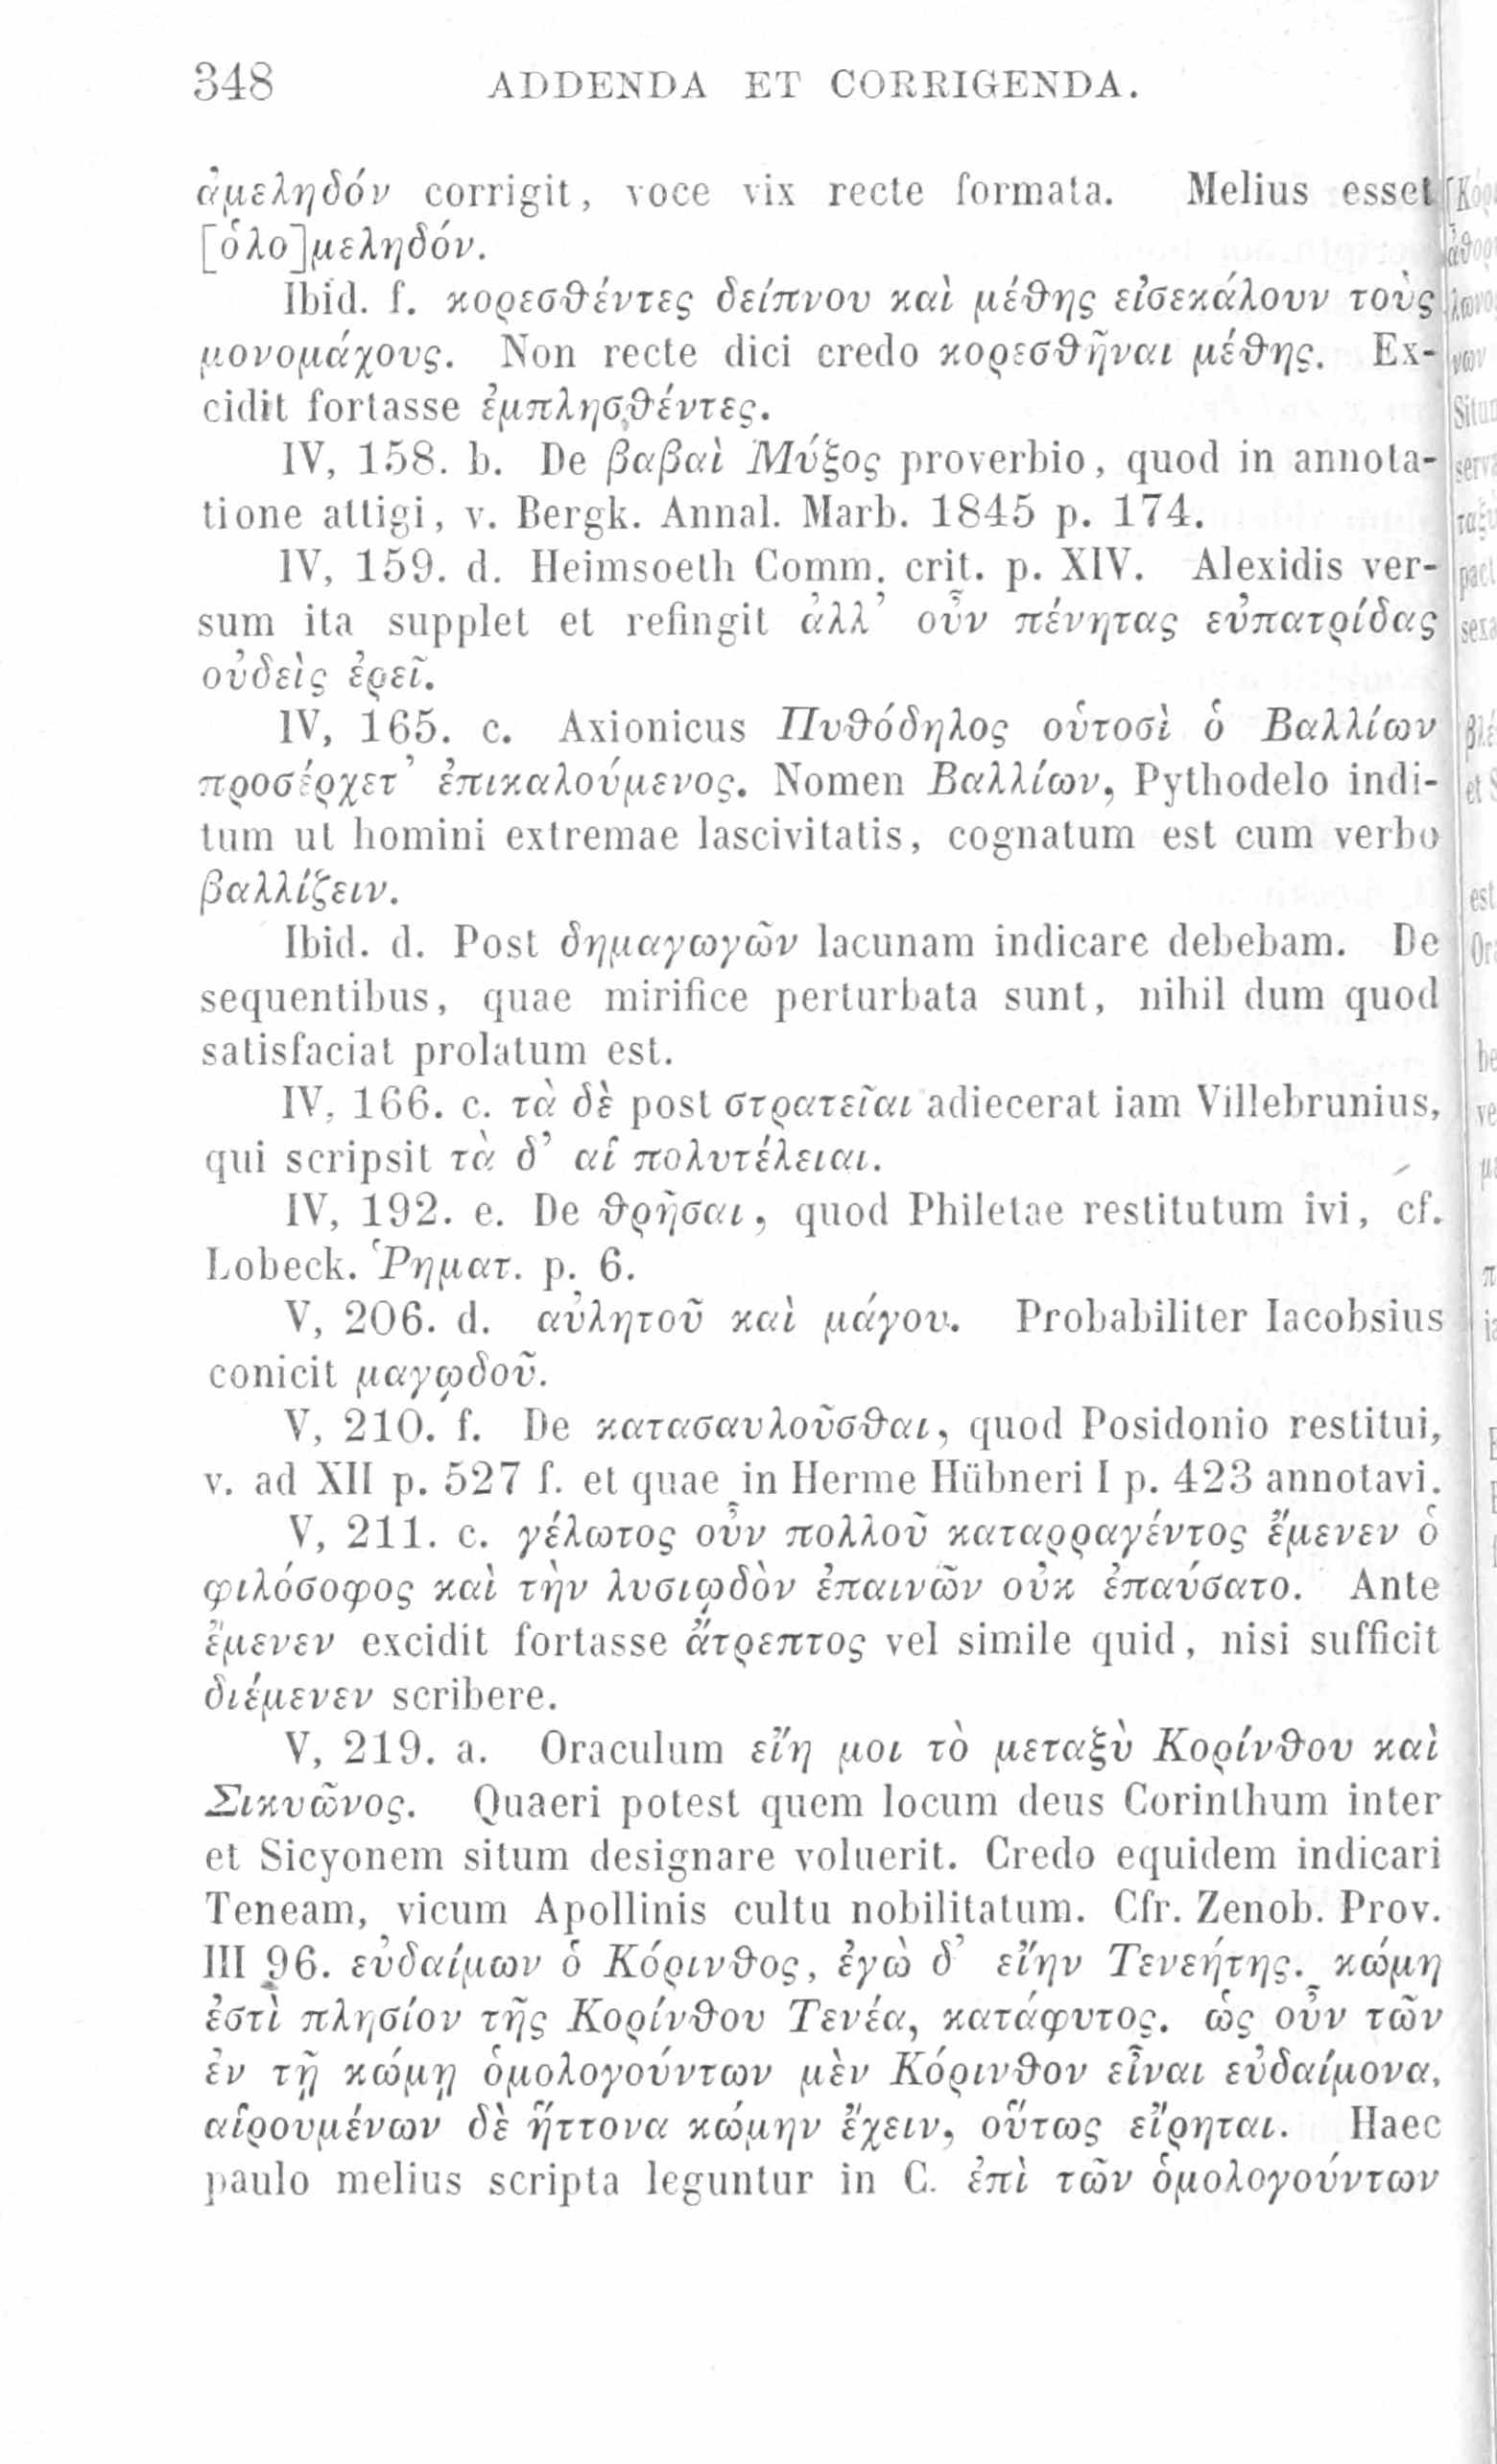 348 ADDENDA ET CORRIGENDA.
ἀμεληδόν corrigit, voce vix recte formata. Melius esset
[ὁλο]μεληδόν.
Ibid. f. κορεσθέντες δείπνου καὶ μέθης εἰσεκάλουν τοὺς
μονομάχους. Non recte dici credo κορεσθῆναι μέθης. Ex-
cidit fortasse ἐμπλησθέντες.
IV, 158. b. De βαβαὶ Μύξος proverbio, quod in annota-
tione attigi, v. Bergk. Annal. Marb. 1845 p. 174.
IV, 159. d. Heimsoeth Comm. crit. p. XIV. Alexidis ver-
sum ita supplet et refingit ἀλλ’ οὖν πένητας εὐπατρίδας
οὐδεὶς ἐρεῖ.
IV, 165. c. Axionicus Πυθόδηλος οὑτοσὶ ὁ Βαλλίων
προσέρχετ’ ἐπικαλούμενος. Nomen Βαλλίων, Pythodelo indi-
tum ut homini extremae lascivitatis, cognatum est cum verbo
βαλλίζειν.
Ibid. d. Post δημαγωγῶν lacunam indicare debebam. De
sequentibus, quae mirifice perturbata sunt, nihil dum quod
satisfaciat prolatum est.
IV, 166. c. τὰ δὲ post στρατεῖαι adiecerat iam Villebrunius,
qui scripsit τὰ δ’ αἱ πολυτέλειαι.
IV, 192. e. De θρῆσαι, quod Philetae restitutum ivi, cf.
Lobeck. Ῥηματ. p. 6.
V, 206. d. αὐλητοῦ καὶ μάγου. Probabiliter Iacobsius
conicit μαγῳδοῦ.
V, 210. f. De κατασαυλοῦσθαι, quod Posidonio restitui,
v. ad XII p. 527 f. et quae in Herme Hübneri I p. 423 annotavi.
V, 211. c. γέλωτος οὖν πολλοῦ καταρραγέντος ἔμενεν ὁ
φιλόσοφος καὶ τὴν λυσιῳδὸν ἐπαινῶν οὐκ ἐπαύσατο. Ante
ἔμενεν excidit fortasse ἄτρεπτος vel simile quid, nisi sufficit
διέμενεν scribere.
V, 219. a. Oraculum εἴη μοι τὸ μεταξὺ Κορίνθου καὶ
Σικυῶνος. Quaeri potest quem locum deus Corinthum inter
et Sicyonem situm designare voluerit. Credo equidem indicari
Teneam, vicum Apollinis cultu nobilitatum. Cfr. Zenob. Prov.
III 96. εὐδαίμων ὁ Κόρινθος, ἐγὼ δ’ εἴην Τενεήτης. κώμη
ἐστὶ πλησίον τῆς Κορίνθου Τενέα, κατάφυτος. ὡς οὖν τῶν
ἐν τῇ κώμῃ ὁμολογούντων μὲν Κόρινθον εἶναι εὐδαίμονα,
αἱρουμένων δὲ ἥττονα κώμην ἔχειν, οὕτως εἴρηται. Haec
paulo melius scripta leguntur in C. ἐπὶ τῶν ὁμολογούντων